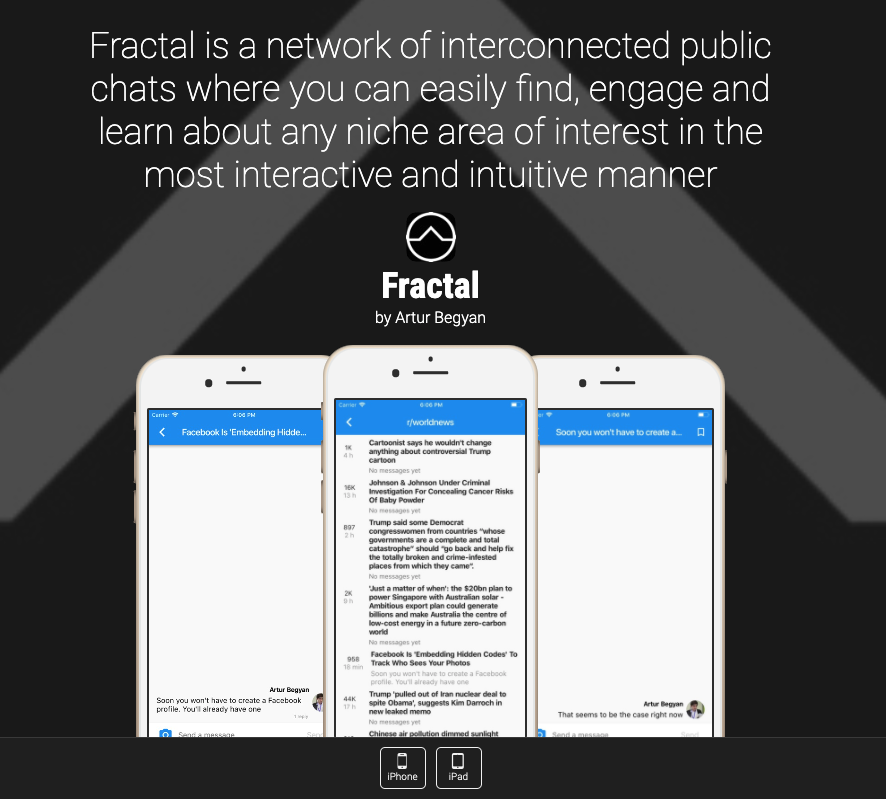 Fractal is a network of interconnected public
chats where you can easily find, engage and
learn about any niche area of interest in the
most interactive and intuitive manner
Fractal
by Artur Begyan
Carrier 6:06 PM
Facebook Is 'Embedding Hidde...
Artur Begyan
Soon you won't have to create a Facebook
profile. You'll already have one
1 reply
Send a message Send
Carrier 6:06 PM
r/worldnews
1K
4 h
Cartoonist says he wouldn't change
anything about controversial Trump
cartoon
No messages yet
16K
13 h
Johnson & Johnson Under Criminal
Investigation For Concealing Cancer Risks
Of Baby Powder
No messages yet
897
2 h
Trump said some Democrat
congresswomen from countries "whose
governments are a complete and total
catastrophe" should "go back and help fix
the totally broken and crime-infested
places from which they came".
No messages yet
2K
9 h
'Just a matter of when': the $20bn plan to
power Singapore with Australian solar -
Ambitious export plan could generate
billions and make Australia the centre of
low-cost energy in a future zero-carbon
world
No messages yet
958
16 min
Facebook Is 'Embedding Hidden Codes' To
Track Who Sees Your Photos
Soon you won't have to create a Facebook
profile. You'll already have one
44K
17 h
Trump 'pulled out of Iran nuclear deal to
spite Obama', suggests Kim Darroch in
new leaked memo
No messages yet
Chinese air pollution dimmed sunlight
6:06 PM
Soon you won't have to create a...
Artur Begyan
That seems to be the case right now
Send a message Send
iPhone
iPad